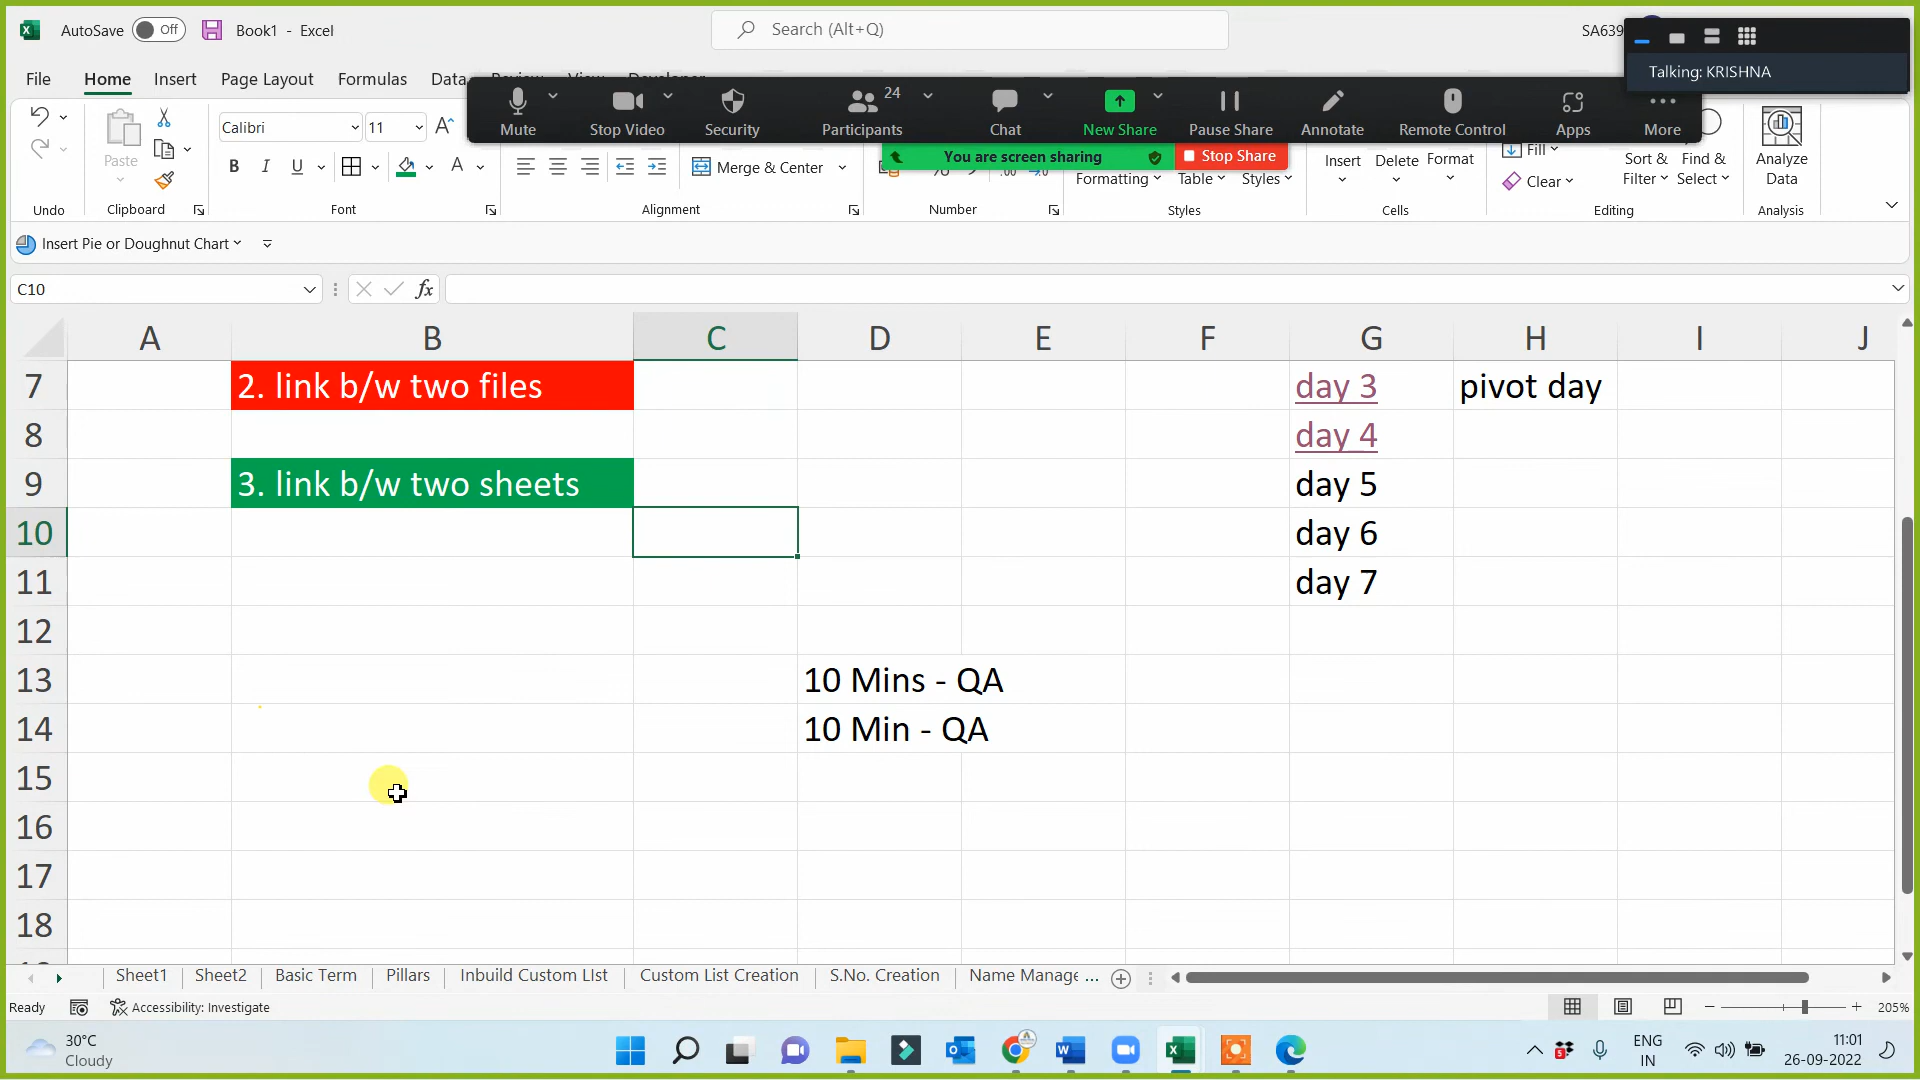 AutoSave Off Book1 - Excel Search (Alt+Q) SA639
Talking: KRISHNA
File Home Insert Page Layout Formulas Data Review View Developer
Mute Stop Video Security Participants 24 Chat New Share Pause Share Annotate Remote Control Apps More
You are screen sharing Stop Share
Paste Calibri 11
B I U Merge & Center
Formatting Table Styles Insert Delete Format Fill Clear Sort & Filter Find & Select Analyze Data
Undo Clipboard Font Alignment Number Styles Cells Editing Analysis
Insert Pie or Doughnut Chart
C10 fx
A B C D E F G H I J
7 2. link b/w two files day 3 pivot day
8 day 4
9 3. link b/w two sheets day 5
10 day 6
11 day 7
12
13 10 Mins - QA
14 10 Min - QA
15
16
17
18
Sheet1 Sheet2 Basic Term Pillars Inbuild Custom LIst Custom List Creation S.No. Creation Name Manage ...
Ready Accessibility: Investigate 205%
30°C
Cloudy
ENG
IN
11:01
26-09-2022